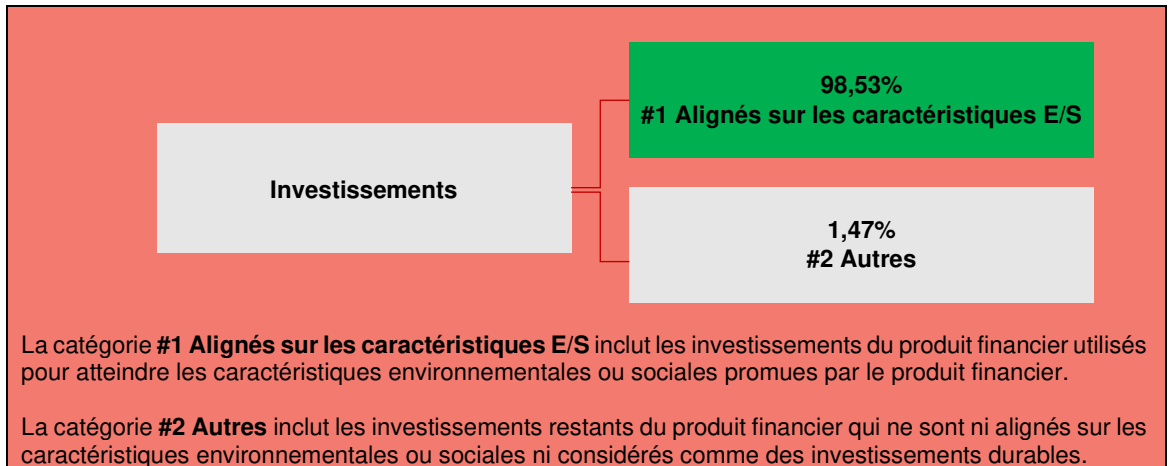 98,53%
#1 Alignés sur les caractéristiques E/S
Investissements
1,47%
#2 Autres
La catégorie #1 Alignés sur les caractéristiques E/S inclut les investissements du produit financier utilisés
pour atteindre les caractéristiques environnementales ou sociales promues par le produit financier.
La catégorie #2 Autres inclut les investissements restants du produit financier qui ne sont ni alignés sur les
caractéristiques environnementales ou sociales ni considérés comme des investissements durables.